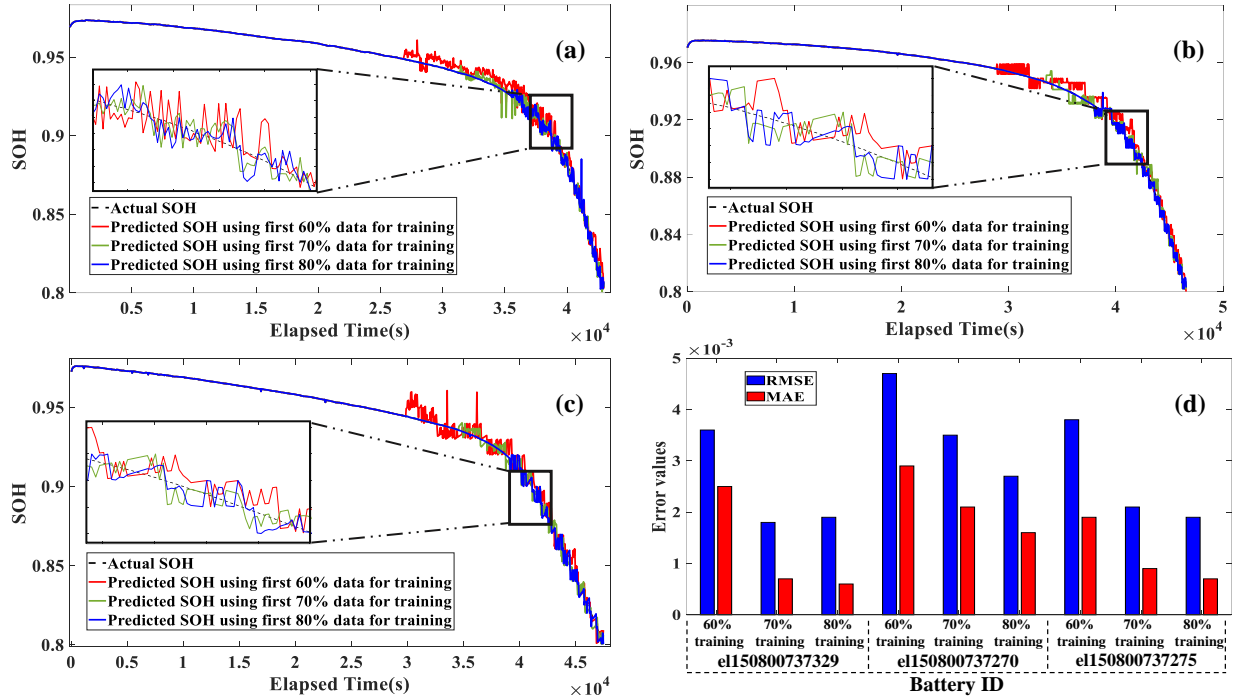 (a)
SOH
0.95
0.9
0.85
0.8
Actual SOH
Predicted SOH using first 60% data for training
Predicted SOH using first 70% data for training
Predicted SOH using first 80% data for training
0 0.5 1 1.5 2 2.5 3 3.5 4
×10^4
Elapsed Time(s)
(b)
SOH
0.96
0.92
0.88
0.84
0.8
Actual SOH
Predicted SOH using first 60% data for training
Predicted SOH using first 70% data for training
Predicted SOH using first 80% data for training
0 1 2 3 4 5
×10^4
Elapsed Time(s)
(c)
SOH
0.95
0.9
0.85
0.8
Actual SOH
Predicted SOH using first 60% data for training
Predicted SOH using first 70% data for training
Predicted SOH using first 80% data for training
0 0.5 1 1.5 2 2.5 3 3.5 4 4.5
×10^4
Elapsed Time(s)
×10^-3
(d)
RMSE
MAE
Error values
5
4
3
2
1
0
60% 70% 80% 60% 70% 80% 60% 70% 80%
training training training training training training training training training
el150800737329 el150800737270 el150800737275
Battery ID